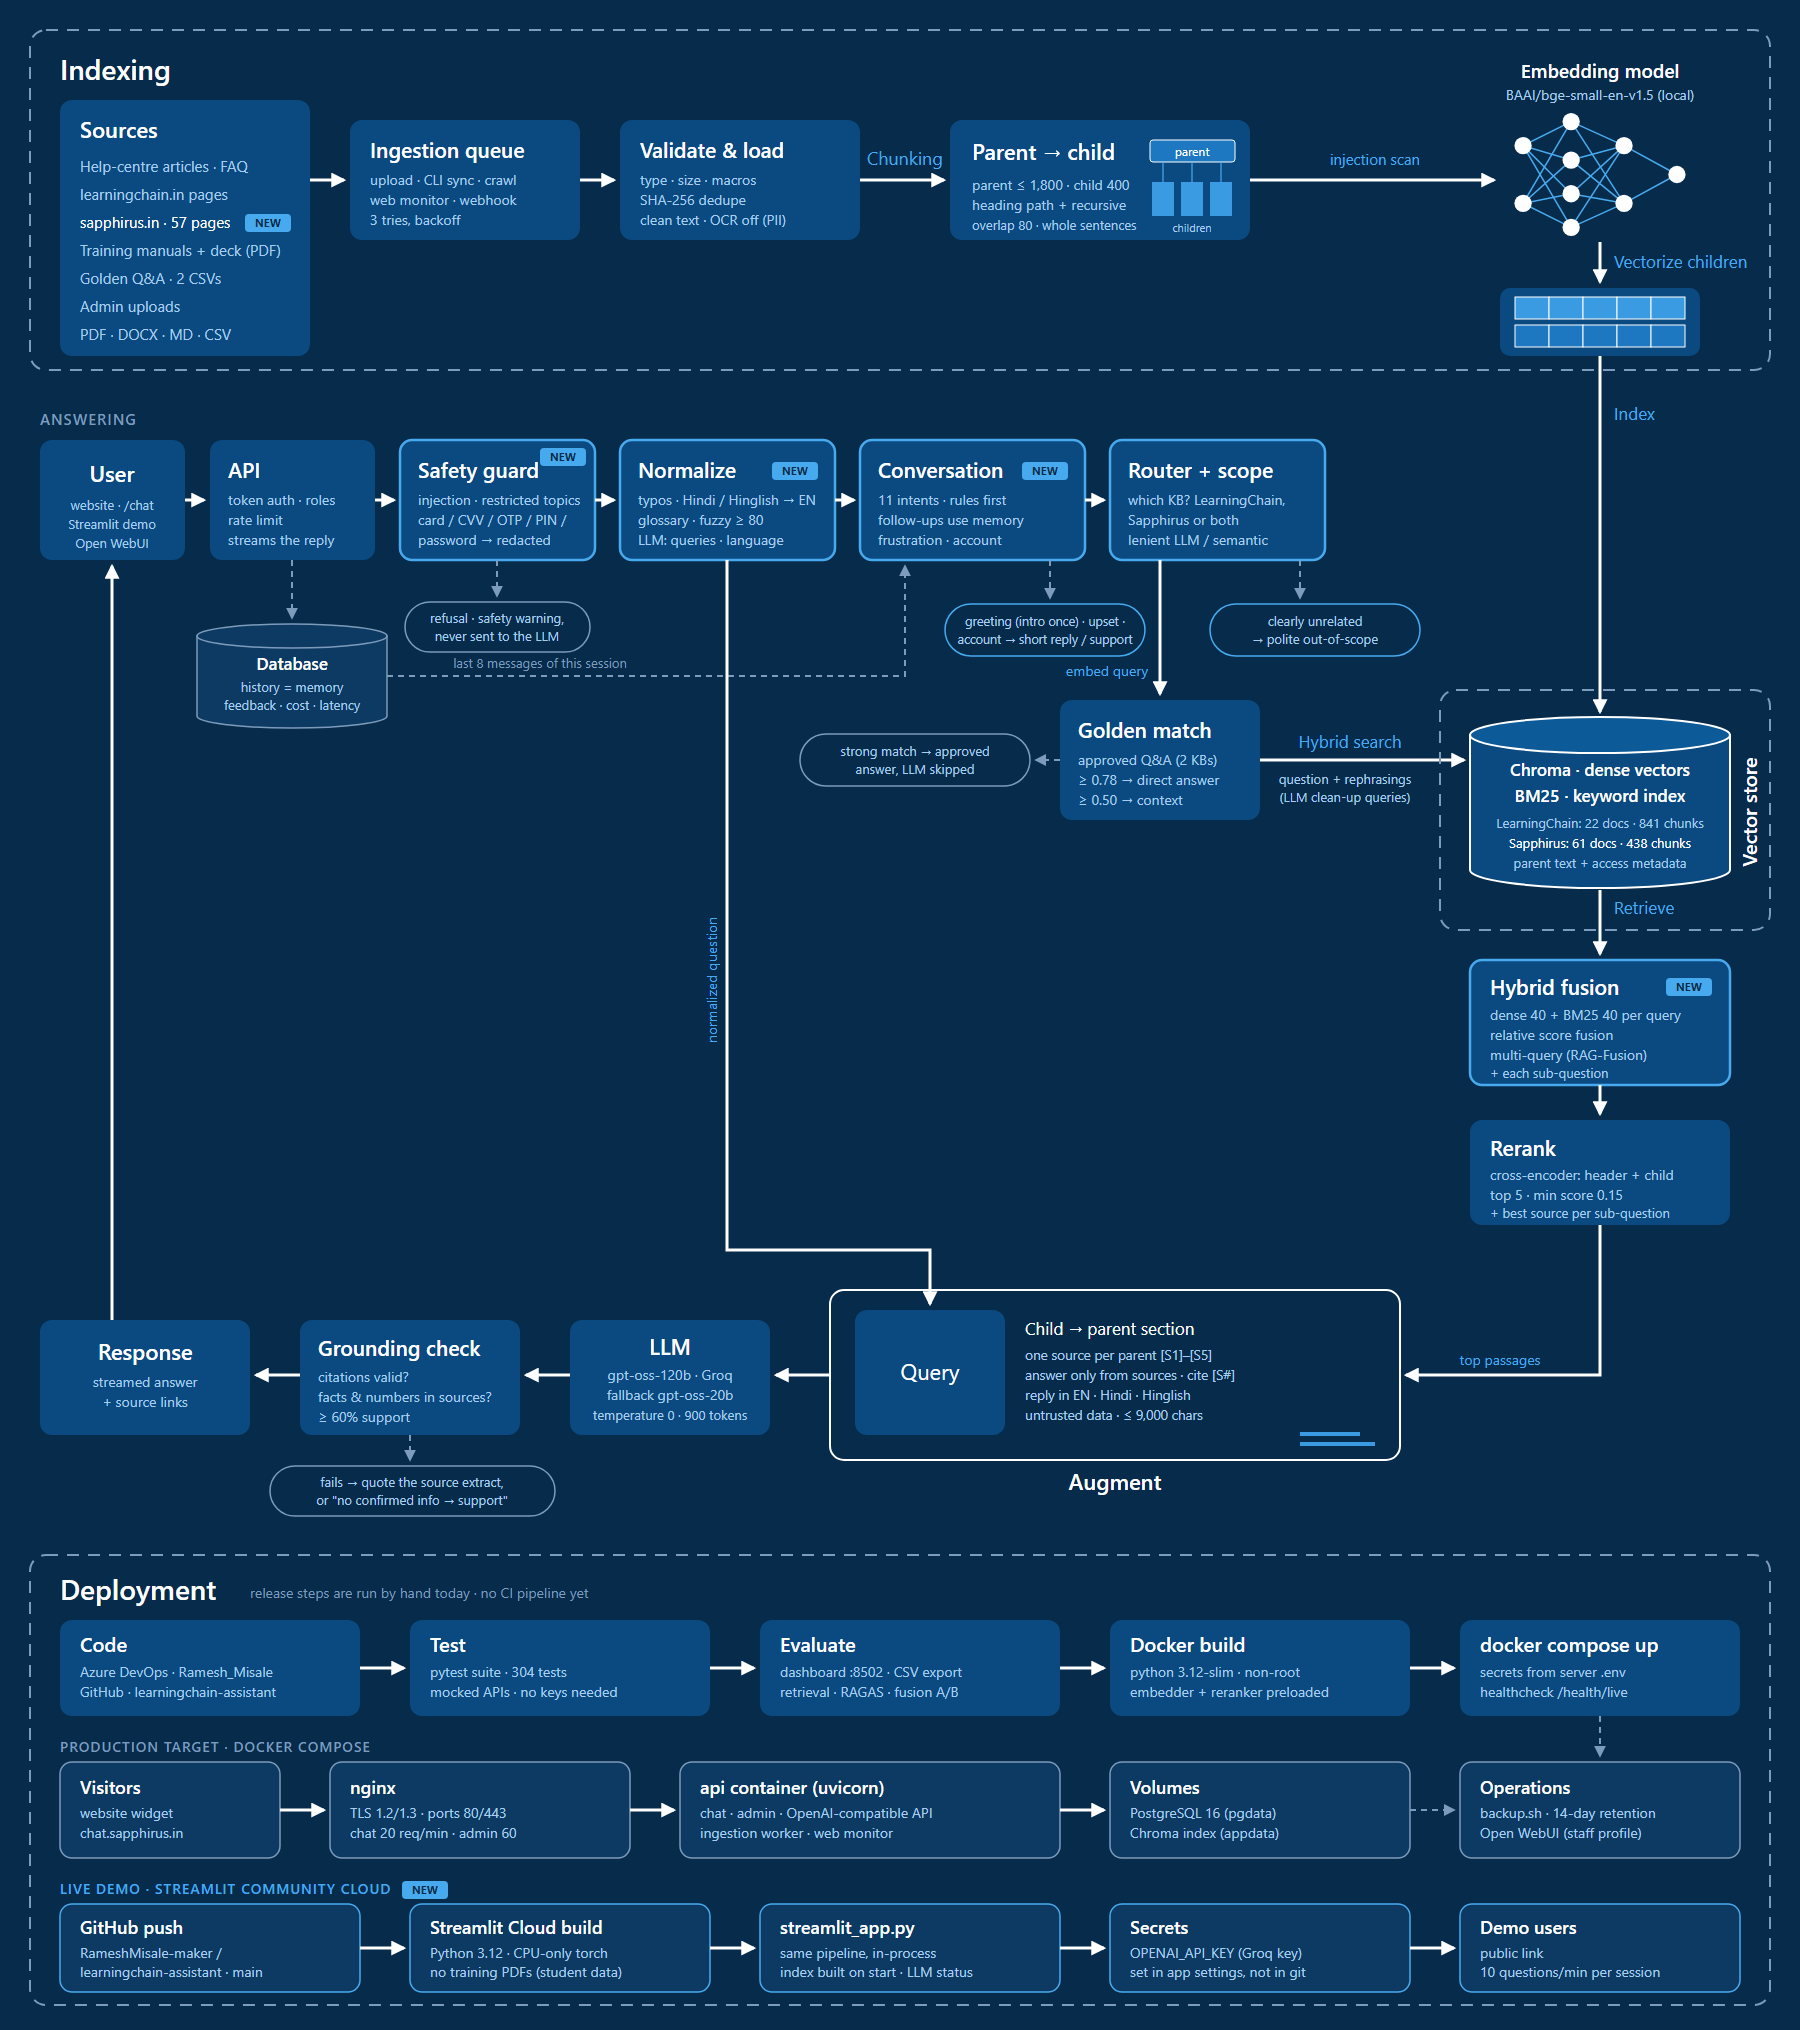 Indexing
Sources
Help-centre articles · FAQ
learningchain.in pages
sapphirus.in · 57 pages NEW
Training manuals + deck (PDF)
Golden Q&A · 2 CSVs
Admin uploads
PDF · DOCX · MD · CSV
Ingestion queue
upload · CLI sync · crawl
web monitor · webhook
3 tries, backoff
Validate & load
type · size · macros
SHA-256 dedupe
clean text · OCR off (PII)
Chunking
Parent → child
parent ≤ 1,800 · child 400
heading path + recursive
overlap 80 · whole sentences
parent
children
injection scan
Embedding model
BAAI/bge-small-en-v1.5 (local)
Vectorize children
Index
ANSWERING
User
website · /chat
Streamlit demo
Open WebUI
API
token auth · roles
rate limit
streams the reply
Safety guard NEW
injection · restricted topics
card / CVV / OTP / PIN /
password → redacted
Normalize NEW
typos · Hindi / Hinglish → EN
glossary · fuzzy ≥ 80
LLM: queries · language
Conversation NEW
11 intents · rules first
follow-ups use memory
frustration · account
Router + scope
which KB? LearningChain,
Sapphirus or both
lenient LLM / semantic
refusal · safety warning,
never sent to the LLM
greeting (intro once) · upset ·
account → short reply / support
clearly unrelated
→ polite out-of-scope
Database
history = memory
feedback · cost · latency
last 8 messages of this session
embed query
Golden match
approved Q&A (2 KBs)
≥ 0.78 → direct answer
≥ 0.50 → context
strong match → approved
answer, LLM skipped
Hybrid search
question + rephrasings
(LLM clean-up queries)
Chroma · dense vectors
BM25 · keyword index
LearningChain: 22 docs · 841 chunks
Sapphirus: 61 docs · 438 chunks
parent text + access metadata
Vector store
Retrieve
normalized question
Hybrid fusion NEW
dense 40 + BM25 40 per query
relative score fusion
multi-query (RAG-Fusion)
+ each sub-question
Rerank
cross-encoder: header + child
top 5 · min score 0.15
+ best source per sub-question
top passages
Response
streamed answer
+ source links
Grounding check
citations valid?
facts & numbers in sources?
≥ 60% support
LLM
gpt-oss-120b · Groq
fallback gpt-oss-20b
temperature 0 · 900 tokens
Query
Child → parent section
one source per parent [S1]–[S5]
answer only from sources · cite [S#]
reply in EN · Hindi · Hinglish
untrusted data · ≤ 9,000 chars
Augment
fails → quote the source extract,
or "no confirmed info → support"
Deployment
release steps are run by hand today · no CI pipeline yet
Code
Azure DevOps · Ramesh_Misale
GitHub · learningchain-assistant
Test
pytest suite · 304 tests
mocked APIs · no keys needed
Evaluate
dashboard :8502 · CSV export
retrieval · RAGAS · fusion A/B
Docker build
python 3.12-slim · non-root
embedder + reranker preloaded
docker compose up
secrets from server .env
healthcheck /health/live
PRODUCTION TARGET · DOCKER COMPOSE
Visitors
website widget
chat.sapphirus.in
nginx
TLS 1.2/1.3 · ports 80/443
chat 20 req/min · admin 60
api container (uvicorn)
chat · admin · OpenAI-compatible API
ingestion worker · web monitor
Volumes
PostgreSQL 16 (pgdata)
Chroma index (appdata)
Operations
backup.sh · 14-day retention
Open WebUI (staff profile)
LIVE DEMO · STREAMLIT COMMUNITY CLOUD NEW
GitHub push
RameshMisale-maker /
learningchain-assistant · main
Streamlit Cloud build
Python 3.12 · CPU-only torch
no training PDFs (student data)
streamlit_app.py
same pipeline, in-process
index built on start · LLM status
Secrets
OPENAI_API_KEY (Groq key)
set in app settings, not in git
Demo users
public link
10 questions/min per session